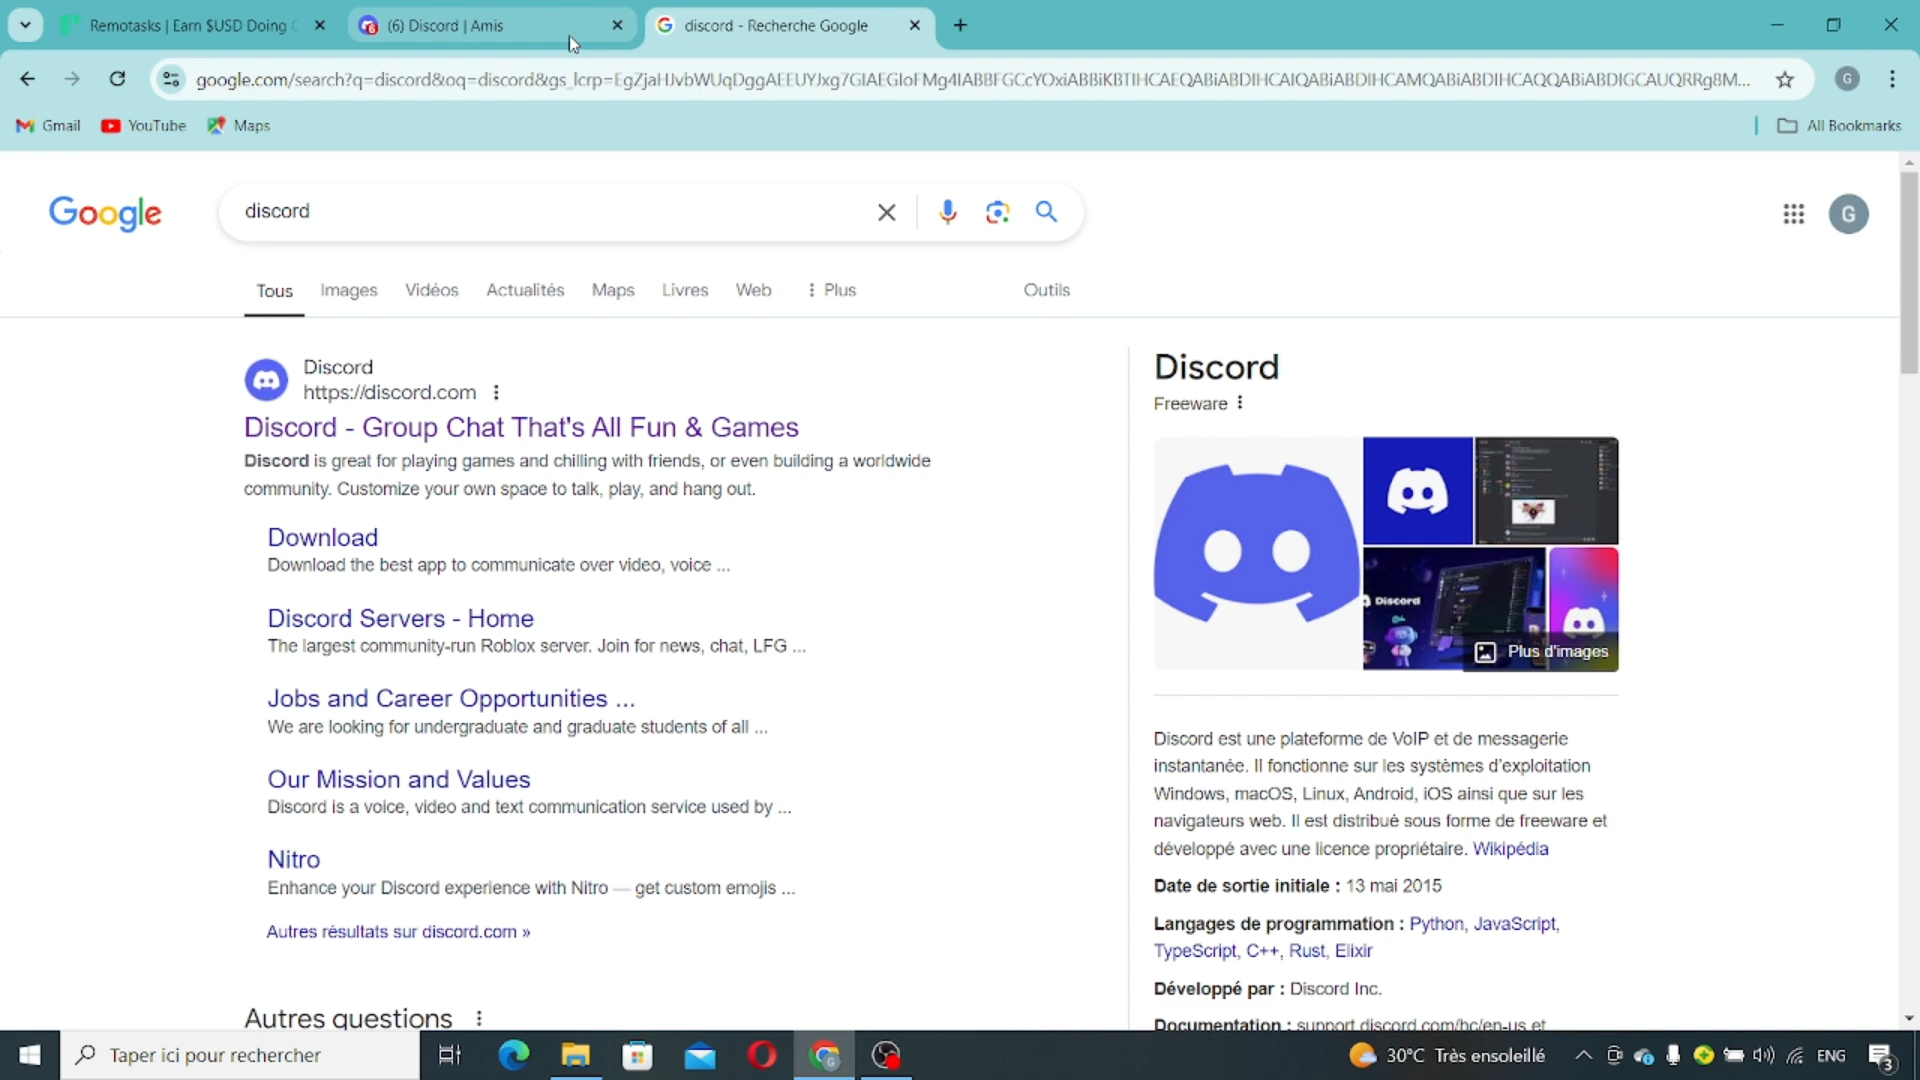 Remotasks | Earn $USD Doing
(6) Discord | Amis
discord - Recherche Google
google.com/search?q=discord&oq=discord&gs_lcrp=EgZjaHJvbWUqDggAEEUYJxg7GIAEGIoFMg4IABBFGCcYOxiABBiKBTIHCAEQABiABDIHCAIQABiABDIHCAMQABiABDIHCAQQABiABDIGCAUQRRg8M...
G
Gmail
YouTube
Maps
All Bookmarks
Google
discord
G
Tous
Images
Vidéos
Actualités
Maps
Livres
Web
Plus
Outils
Discord
https://discord.com
Discord - Group Chat That's All Fun & Games
Discord is great for playing games and chilling with friends, or even building a worldwide
community. Customize your own space to talk, play, and hang out.
Download
Download the best app to communicate over video, voice ...
Discord Servers - Home
The largest community-run Roblox server. Join for news, chat, LFG ...
Jobs and Career Opportunities ...
We are looking for undergraduate and graduate students of all ...
Our Mission and Values
Discord is a voice, video and text communication service used by ...
Nitro
Enhance your Discord experience with Nitro — get custom emojis ...
Autres résultats sur discord.com »
Autres questions
Discord
Freeware
Discord
Plus d'images
Discord est une plateforme de VoIP et de messagerie
instantanée. Il fonctionne sur les systèmes d'exploitation
Windows, macOS, Linux, Android, iOS ainsi que sur les
navigateurs web. Il est distribué sous forme de freeware et
développé avec une licence propriétaire. Wikipédia
Date de sortie initiale : 13 mai 2015
Langages de programmation : Python, JavaScript,
TypeScript, C++, Rust, Elixir
Développé par : Discord Inc.
Documentation : support.discord.com/hc/en-us et
Taper ici pour rechercher
30°C Très ensoleillé
ENG
3